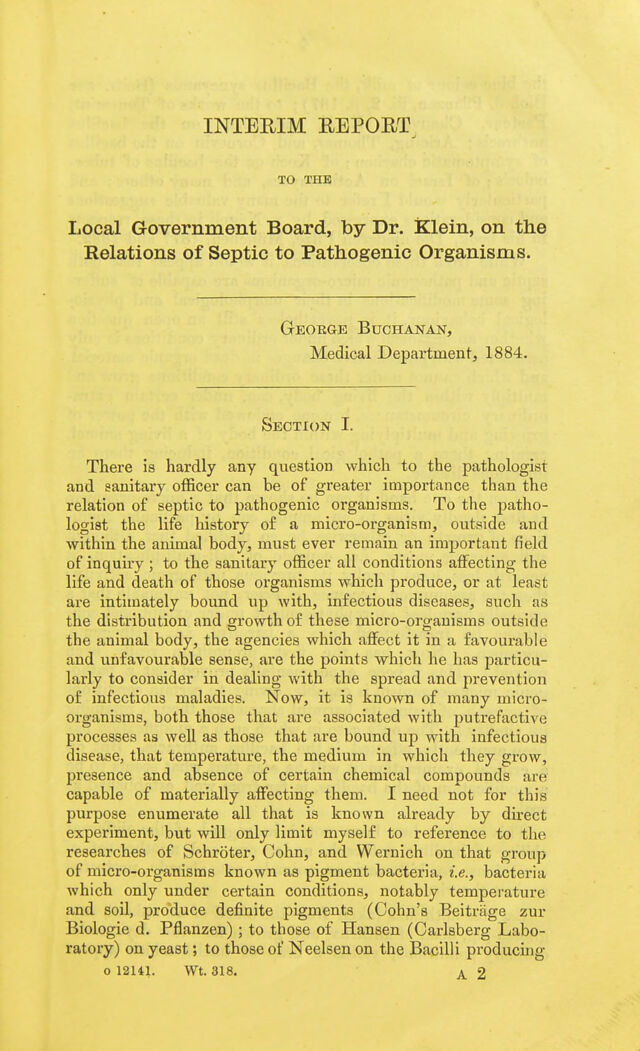 INTERIM REPORT
TO THE
Local Government Board, by Dr. Klein, on the
Relations of Septic to Pathogenic Organisms.
GEORGE BUCHANAN,
Medical Department, 1884.
SECTION I.
There is hardly any question which to the pathologist
and sanitary officer can be of greater importance than the
relation of septic to pathogenic organisms. To the patho-
logist the life history of a micro-organism, outside and
within the animal body, must ever remain an important field
of inquiry; to the sanitary officer all conditions affecting the
life and death of those organisms which produce, or at least
are intimately bound up with, infectious diseases, such as
the distribution and growth of these micro-organisms outside
the animal body, the agencies which affect it in a favourable
and unfavourable sense, are the points which he has particu-
larly to consider in dealing with the spread and prevention
of infectious maladies. Now, it is known of many micro-
organisms, both those that are associated with putrefactive
processes as well as those that are bound up with infectious
disease, that temperature, the medium in which they grow,
presence and absence of certain chemical compounds are
capable of materially affecting them. I need not for this
purpose enumerate all that is known already by direct
experiment, but will only limit myself to reference to the
researches of Schröter, Cohn, and Wernich on that group
of micro-organisms known as pigment bacteria, i.e., bacteria
which only under certain conditions, notably temperature
and soil, produce definite pigments (Cohn's Beiträge zur
Biologie d. Pflanzen); to those of Hansen (Carlsberg Labo-
ratory) on yeast; to those of Neelsen on the Bacilli producing
o 12141. Wt. 318. A 2